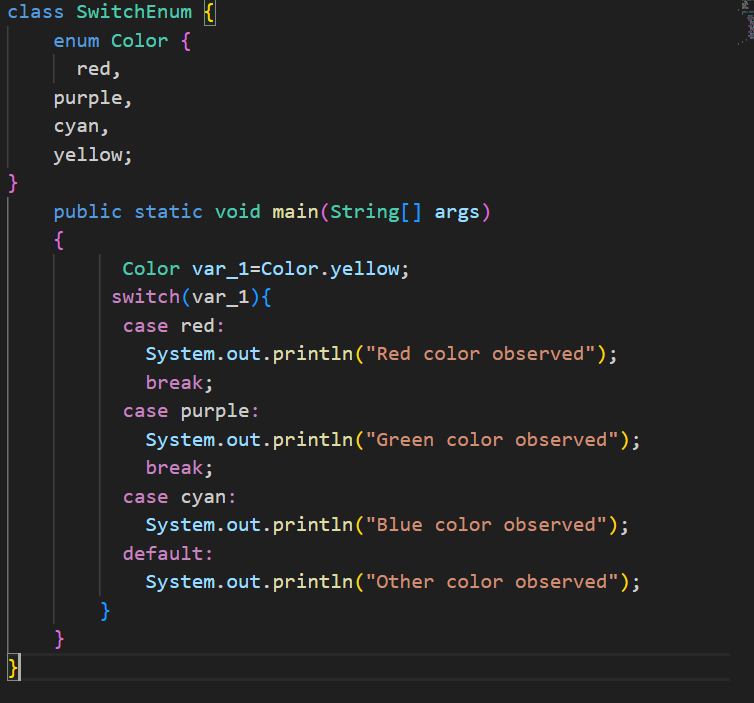 class SwitchEnum {
    enum Color {
      red,
    purple,
    cyan,
    yellow;
}
    public static void main(String[] args)
    {
          Color var_1=Color.yellow;
         switch(var_1){
          case red:
            System.out.println("Red color observed");
            break;
          case purple:
            System.out.println("Green color observed");
            break;
          case cyan:
            System.out.println("Blue color observed");
          default:
            System.out.println("Other color observed");
        }
    }
}